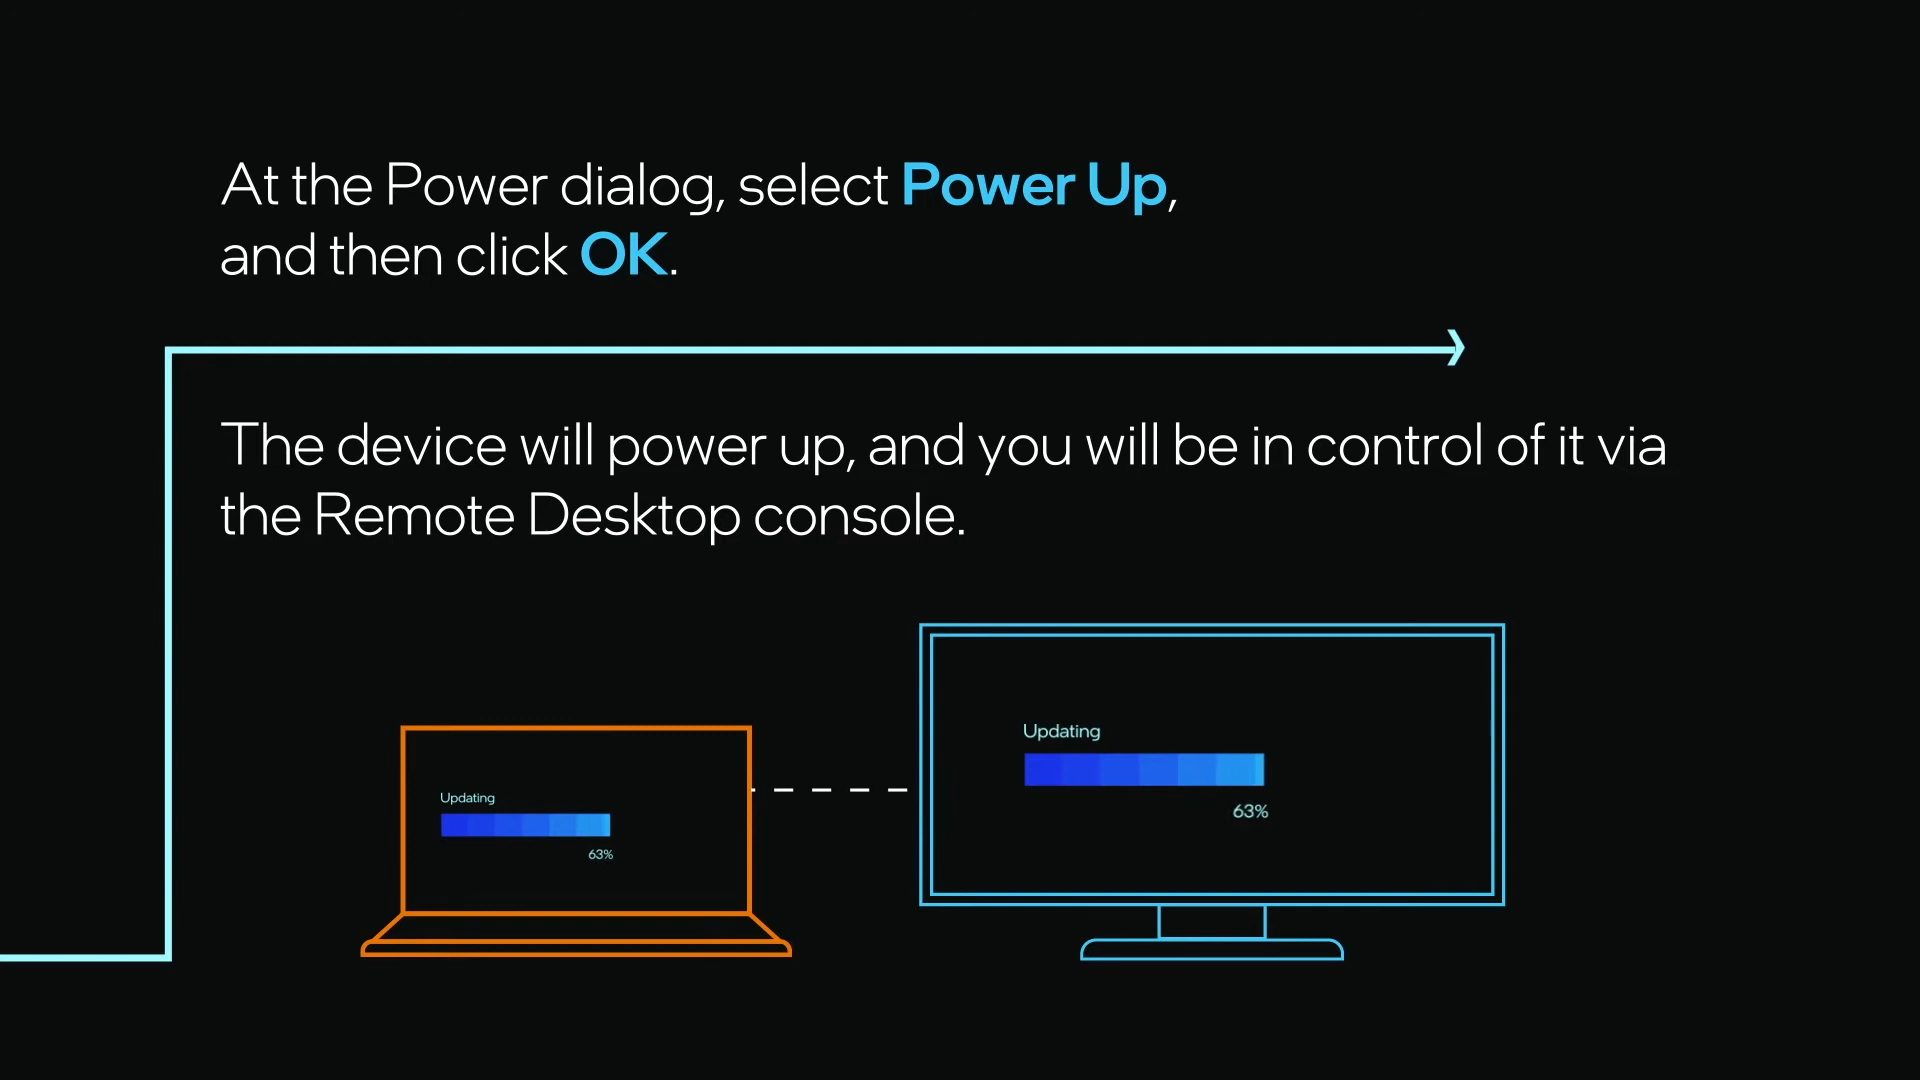 At the Power dialog, select Power Up,
and then click OK.
The device will power up, and you will be in control of it via
the Remote Desktop console.
Updating
63%
Updating
63%